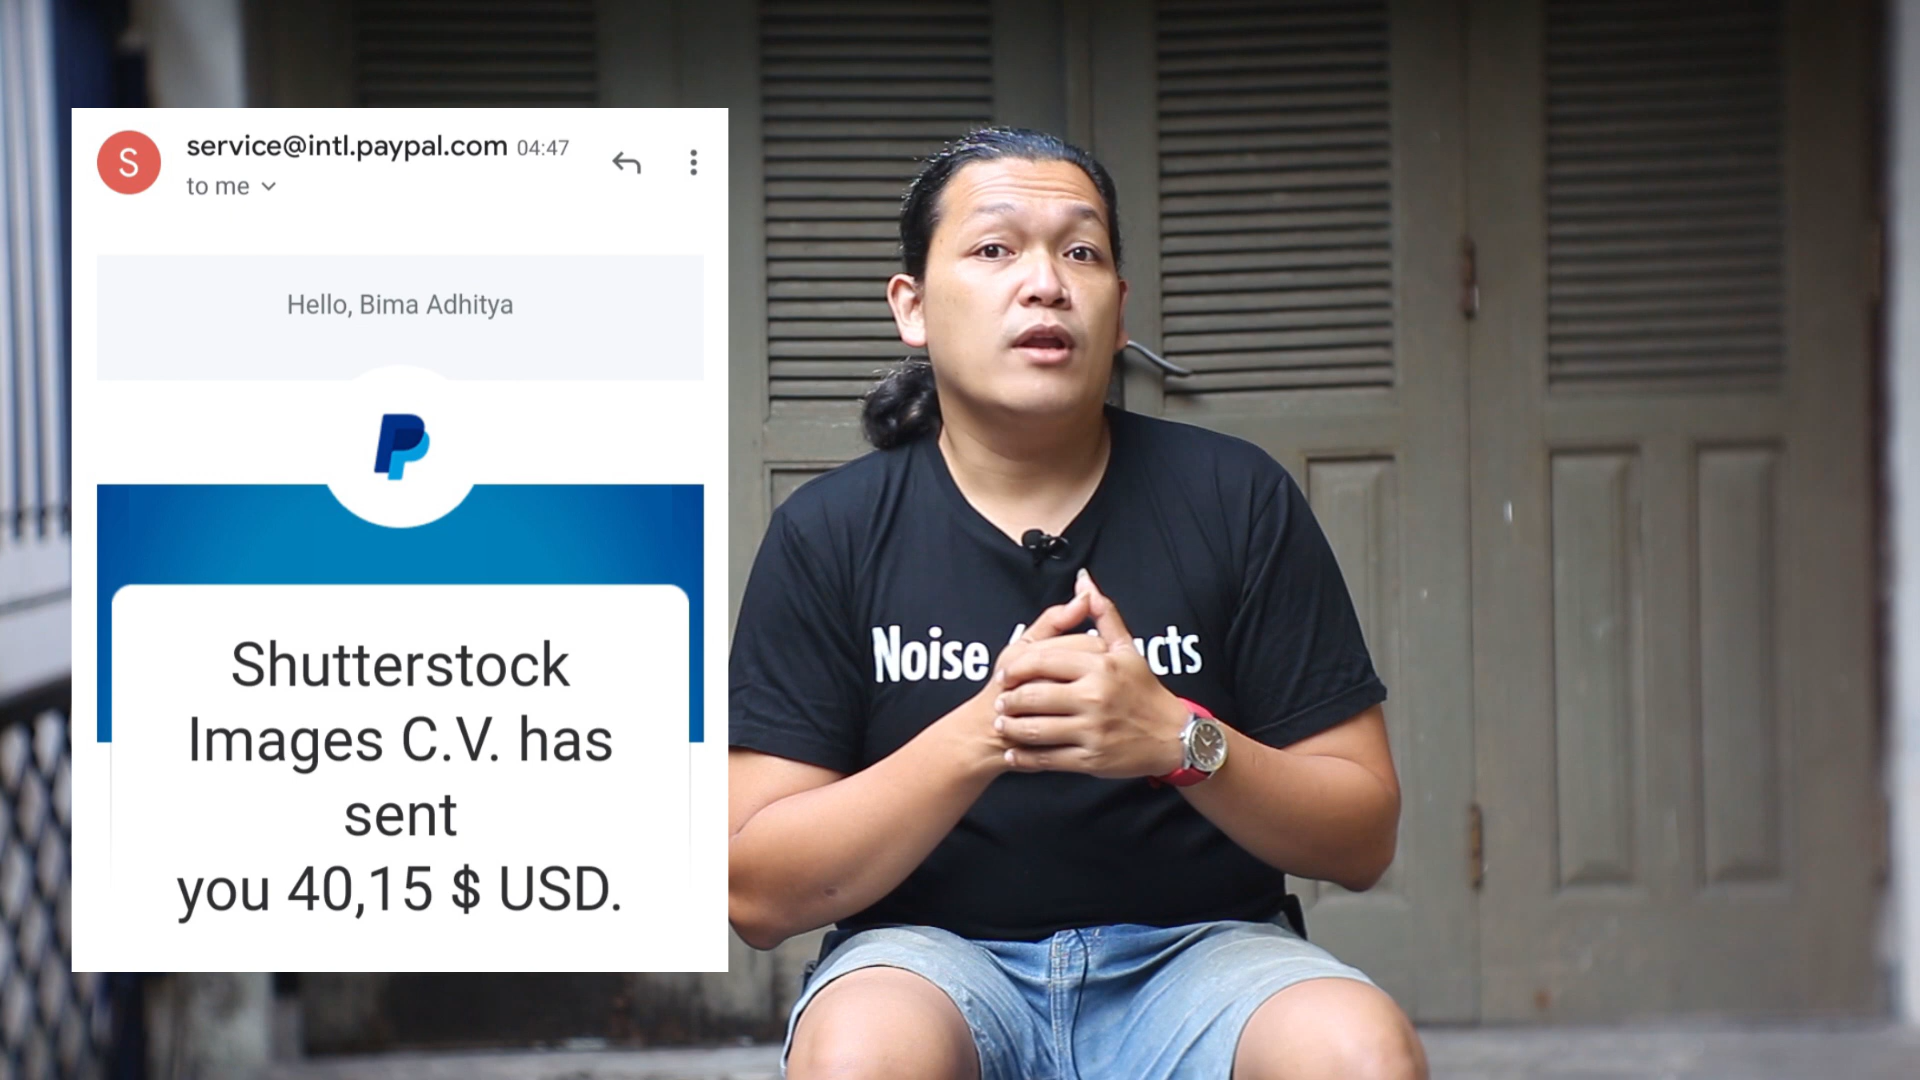 S
service@intl.paypal.com 04:47
to me
Hello, Bima Adhitya
Shutterstock
Images C.V. has
sent
you 40,15 $ USD.
Noise cts